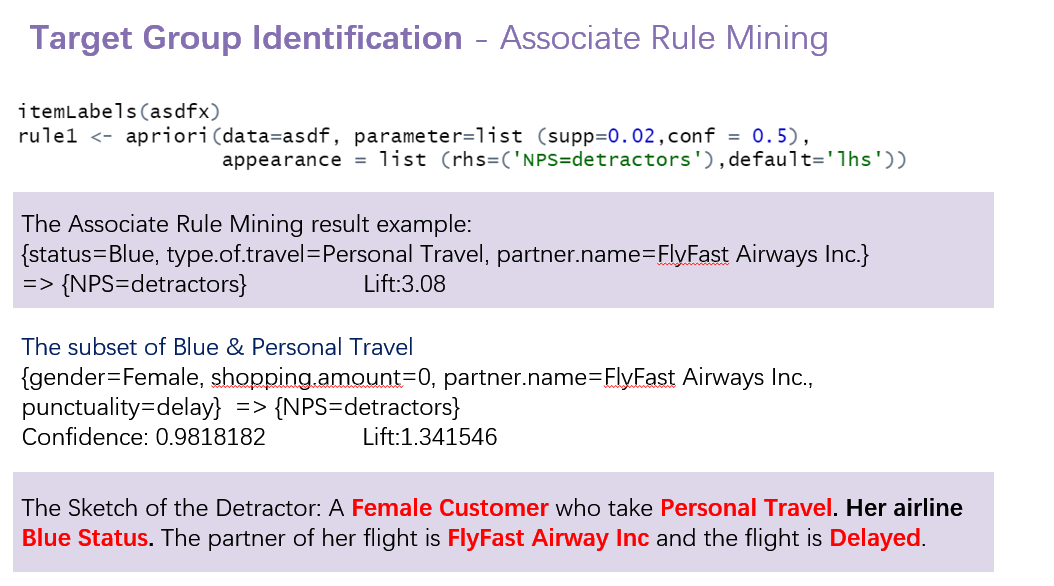 Target Group Identification - Associate Rule Mining
itemLabels(asdfx)
rule1 <- apriori(data=asdf, parameter=list (supp=0.02,conf = 0.5),
appearance = list (rhs=('NPS=detractors'),default='lhs'))
The Associate Rule Mining result example:
{status=Blue, type.of.travel=Personal Travel, partner.name=FlyFast Airways Inc.}
=> {NPS=detractors} Lift:3.08
The subset of Blue & Personal Travel
{gender=Female, shopping.amount=0, partner.name=FlyFast Airways Inc.,
punctuality=delay} => {NPS=detractors}
Confidence: 0.9818182 Lift:1.341546
The Sketch of the Detractor: A Female Customer who take Personal Travel. Her airline
Blue Status. The partner of her flight is FlyFast Airway Inc and the flight is Delayed.